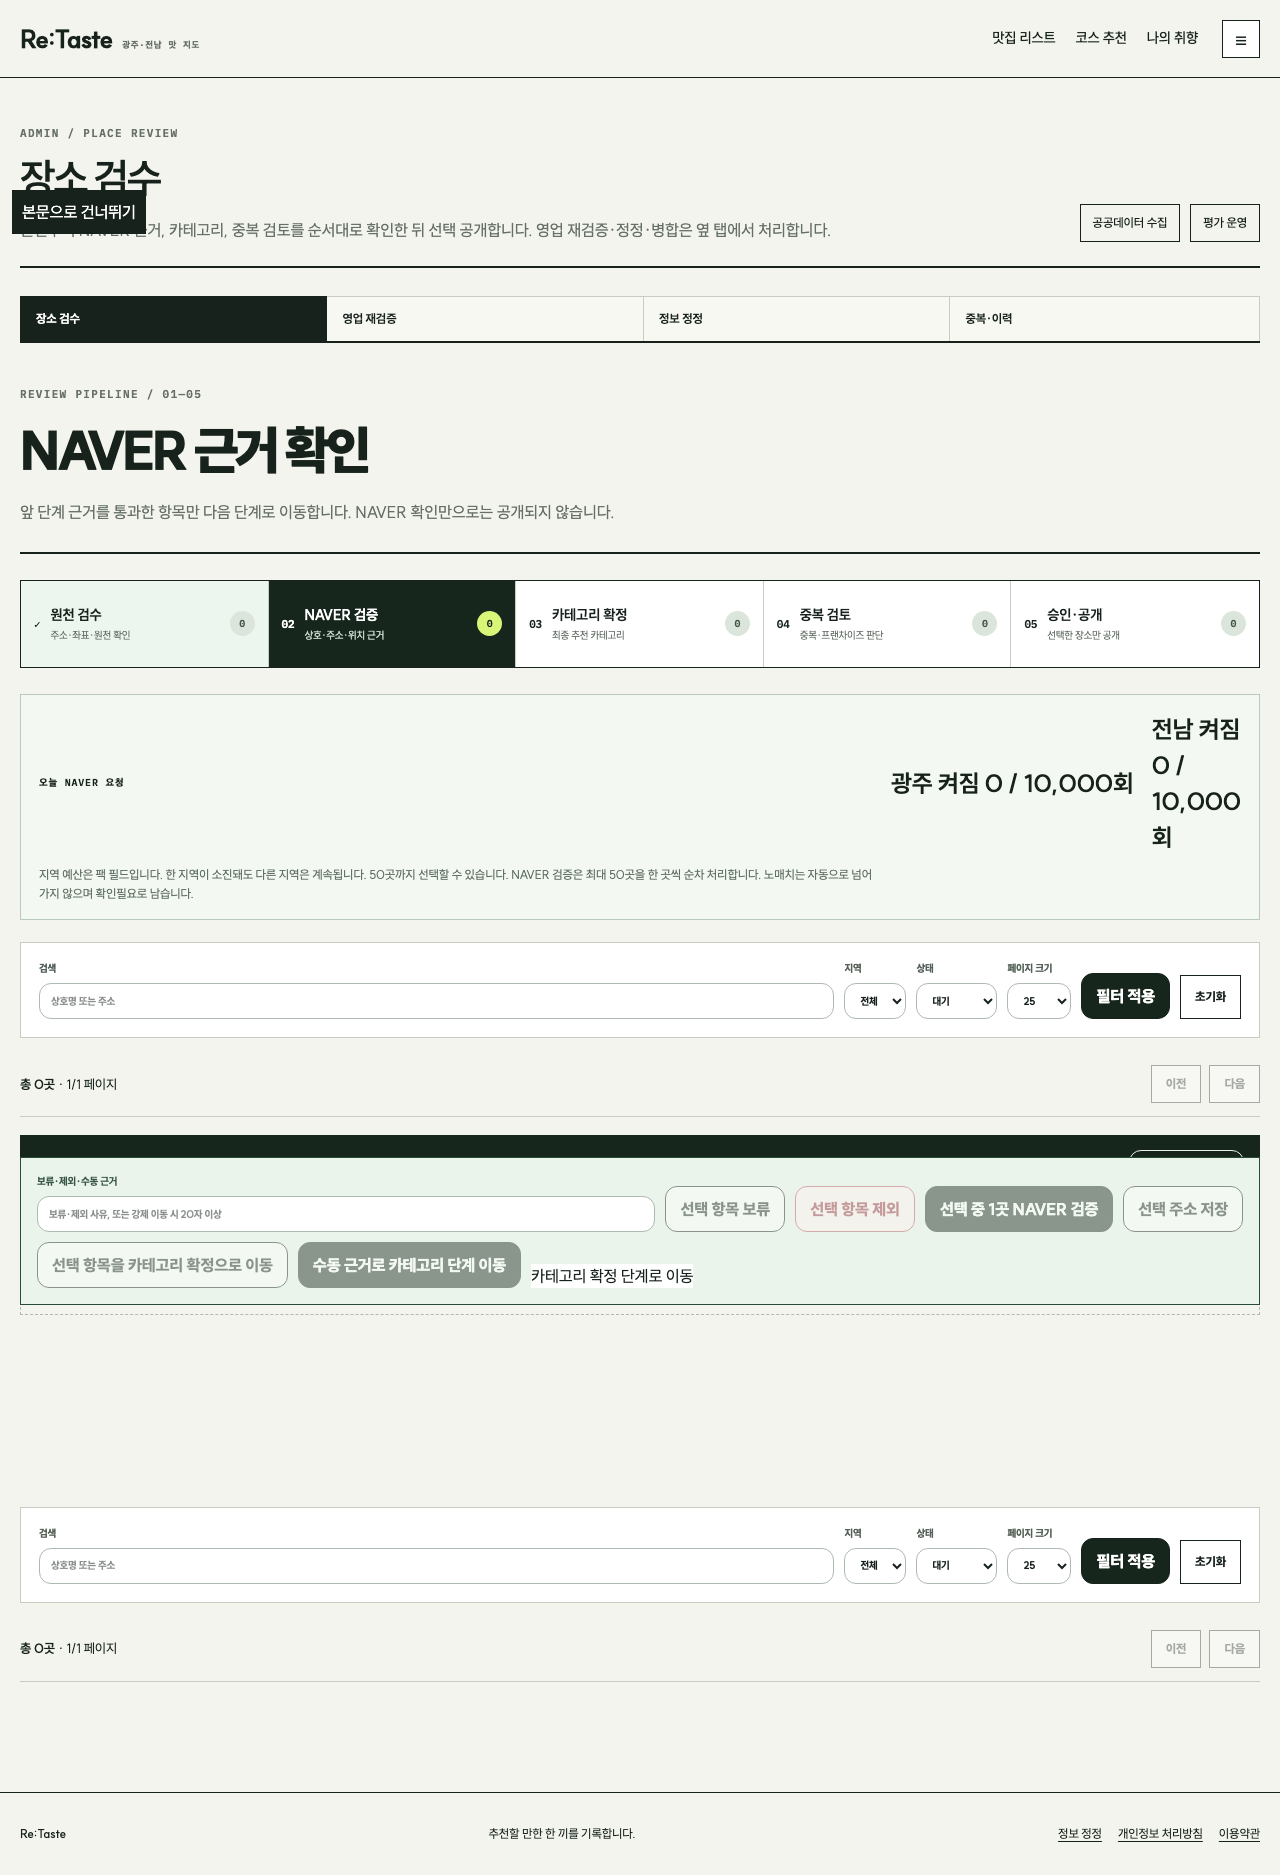 Re:Taste 광주·전남 맛 지도
맛집 리스트 코스 추천 나의 취향
ADMIN / PLACE REVIEW
장소 검수
본문으로 건너뛰기
거, 카테고리, 중복 검토를 순서대로 확인한 뒤 선택 공개합니다. 영업 재검증·정정·병합은 옆 탭에서 처리합니다.
공공데이터 수집 평가 운영
장소 검수 영업 재검증 정보 정정 중복·이력
REVIEW PIPELINE / 01—05
NAVER 근거 확인
앞 단계 근거를 통과한 항목만 다음 단계로 이동합니다. NAVER 확인만으로는 공개되지 않습니다.
✓ 원천 검수 0
주소·좌표·원전 확인
02 NAVER 검증 0
상호·주소·위치 근거
03 카테고리 확정 0
최종 추천 카테고리
04 중복 검토 0
중복·프랜차이즈 판단
05 승인·공개 0
선택한 장소만 공개
오늘 NAVER 요청
광주 켜짐 0 / 10,000회
전남 켜짐
0 /
10,000
회
지역 예산은 팩 필드입니다. 한 지역이 소진돼도 다른 지역은 계속됩니다. 50곳까지 선택할 수 있습니다. NAVER 검증은 최대 50곳을 한 곳씩 순차 처리합니다. 노매치는 자동으로 넘어
가지 않으며 확인필요로 남습니다.
검색 지역 상태 페이지 크기
상호명 또는 주소 전체 대기 25 필터 적용 초기화
총 0곳 · 1/1 페이지 이전 다음
보류·제외·수동 근거
보류·제외 사유, 또는 강제 이동 시 20자 이상 선택 항목 보류 선택 항목 제외 선택 중 1곳 NAVER 검증 선택 주소 저장
선택 항목을 카테고리 확정으로 이동 수동 근거로 카테고리 단계 이동 카테고리 확정 단계로 이동
검색 지역 상태 페이지 크기
상호명 또는 주소 전체 대기 25 필터 적용 초기화
총 0곳 · 1/1 페이지 이전 다음
Re:Taste 추천할 만한 한 끼를 기록합니다. 정보 정정 개인정보 처리방침 이용약관